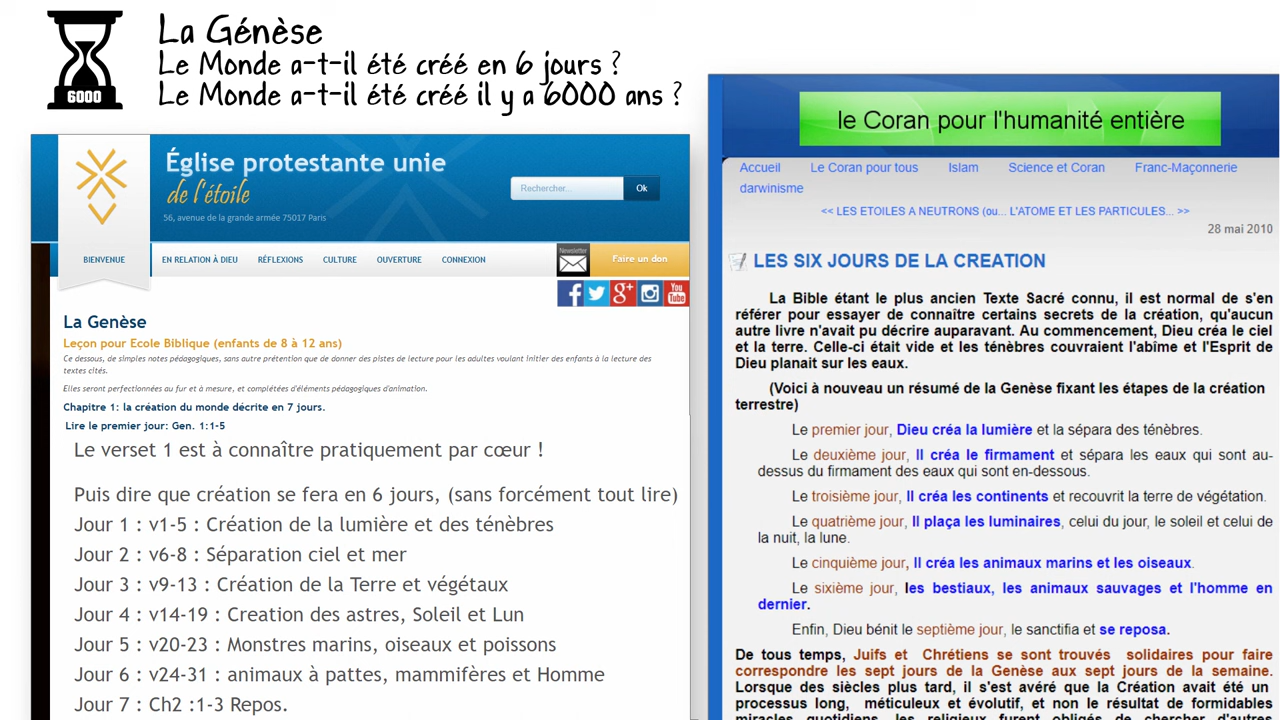 6000
La Génèse
Le Monde a-t-il été créé en 6 jours ?
Le Monde a-t-il été créé il y a 6000 ans ?
Église protestante unie
de l'étoile
56, avenue de la grande armée 75017 Paris
Rechercher...
Ok
BIENVENUE
EN RELATION À DIEU
RÉFLEXIONS
CULTURE
OUVERTURE
CONNEXION
Newsletter
Faire un don
You
Tube
La Genèse
Leçon pour Ecole Biblique (enfants de 8 à 12 ans)
Ce dessous, de simples notes pédagogiques, sans autre prétention que de donner des pistes de lecture pour les adultes voulant initier des enfants à la lecture des
textes cités.
Elles seront perfectionnées au fur et à mesure, et complétées d'éléments pédagogiques d'animation.
Chapitre 1: la création du monde décrite en 7 jours.
Lire le premier jour: Gen. 1:1-5
Le verset 1 est à connaître pratiquement par cœur !
Puis dire que création se fera en 6 jours, (sans forcément tout lire)
Jour 1 : v1-5 : Création de la lumière et des ténèbres
Jour 2 : v6-8 : Séparation ciel et mer
Jour 3 : v9-13 : Création de la Terre et végétaux
Jour 4 : v14-19 : Creation des astres, Soleil et Lun
Jour 5 : v20-23 : Monstres marins, oiseaux et poissons
Jour 6 : v24-31 : animaux à pattes, mammifères et Homme
Jour 7 : Ch2 :1-3 Repos.
le Coran pour l'humanité entière
Accueil
Le Coran pour tous
Islam
Science et Coran
Franc-Maçonnerie
darwinisme
<< LES ETOILES A NEUTRONS (ou... L'ATOME ET LES PARTICULES... >>
28 mai 2010
LES SIX JOURS DE LA CREATION
La Bible étant le plus ancien Texte Sacré connu, il est normal de s'en
référer pour essayer de connaître certains secrets de la création, qu'aucun
autre livre n'avait pu décrire auparavant. Au commencement, Dieu créa le ciel
et la terre. Celle-ci était vide et les ténèbres couvraient l'abîme et l'Esprit de
Dieu planait sur les eaux.
(Voici à nouveau un résumé de la Genèse fixant les étapes de la création
terrestre)
Le premier jour, Dieu créa la lumière et la sépara des ténèbres.
Le deuxième jour, Il créa le firmament et sépara les eaux qui sont au-
dessus du firmament des eaux qui sont en-dessous.
Le troisième jour, Il créa les continents et recouvrit la terre de végétation.
Le quatrième jour, Il plaça les luminaires, celui du jour, le soleil et celui de
la nuit, la lune.
Le cinquième jour, Il créa les animaux marins et les oiseaux.
Le sixième jour, les bestiaux, les animaux sauvages et l'homme en
dernier.
Enfin, Dieu bénit le septième jour, le sanctifia et se reposa.
De tous temps, Juifs et Chrétiens se sont trouvés solidaires pour faire
correspondre les sept jours de la Genèse aux sept jours de la semaine.
Lorsque des siècles plus tard, il s'est avéré que la Création avait été un
processus long, méticuleux et évolutif, et non le résultat de formidables
miracles quotidiens, les religieux furent obligés de chercher d'autres